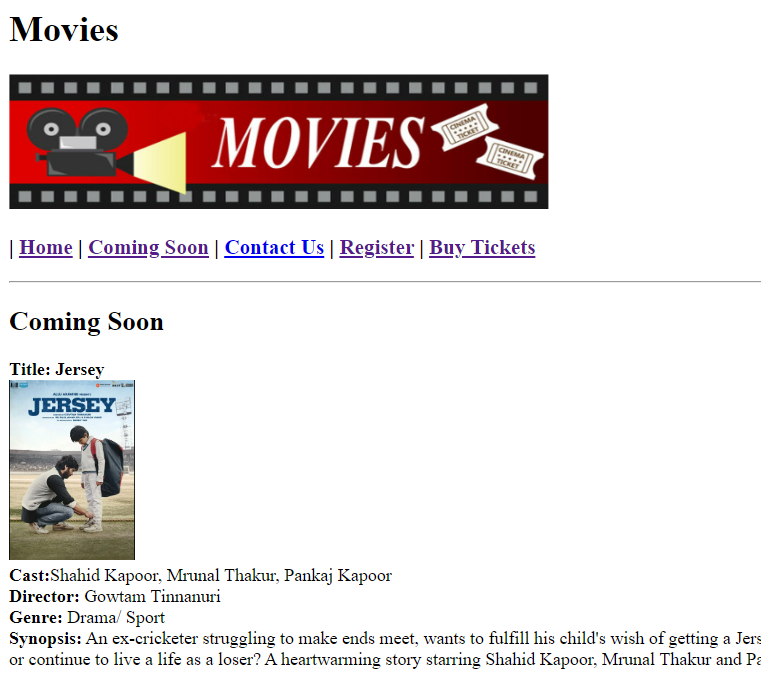 Movies
MOVIES
CINEMA
TICKET
CINEMA
TICKET
| Home | Coming Soon | Contact Us | Register | Buy Tickets
Coming Soon
Title: Jersey
JERSEY
Cast:Shahid Kapoor, Mrunal Thakur, Pankaj Kapoor
Director: Gowtam Tinnanuri
Genre: Drama/ Sport
Synopsis: An ex-cricketer struggling to make ends meet, wants to fulfill his child's wish of getting a Jers
or continue to live a life as a loser? A heartwarming story starring Shahid Kapoor, Mrunal Thakur and Pa